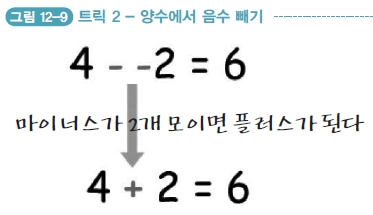 그림 12-9 트릭 2 - 양수에서 음수 빼기
4 - -2 = 6
마이너스가 2개 모이면 플러스가 된다
4 + 2 = 6